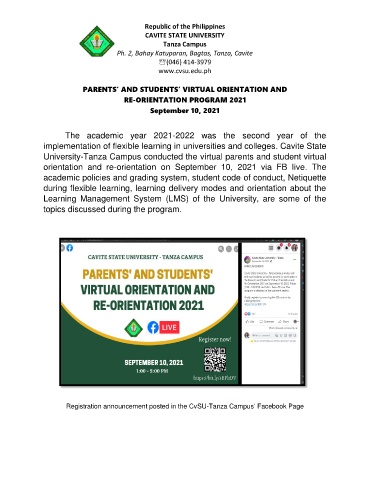 Republic of the Philippines
CAVITE STATE UNIVERSITY
Tanza Campus
Ph. 2, Bahay Katuparan, Bagtas, Tanza, Cavite
☎(046) 414-3979
www.cvsu.edu.ph
PARENTS' AND STUDENTS' VIRTUAL ORIENTATION AND
RE-ORIENTATION PROGRAM 2021
September 10, 2021
The academic year 2021-2022 was the second year of the
implementation of flexible learning in universities and colleges. Cavite State
University-Tanza Campus conducted the virtual parents and student virtual
orientation and re-orientation on September 10, 2021 via FB live. The
academic policies and grading system, student code of conduct, Netiquette
during flexible learning, learning delivery modes and orientation about the
Learning Management System (LMS) of the University, are some of the
topics discussed during the program.
CAVITE STATE UNIVERSITY - TANZA CAMPUS
PARENTS' AND STUDENTS'
VIRTUAL ORIENTATION AND
RE-ORIENTATION 2021
LIVE
Register now!
SEPTEMBER 10, 2021
1:00 - 5:00 PM
Registration announcement posted in the CvSU-Tanza Campus' Facebook Page